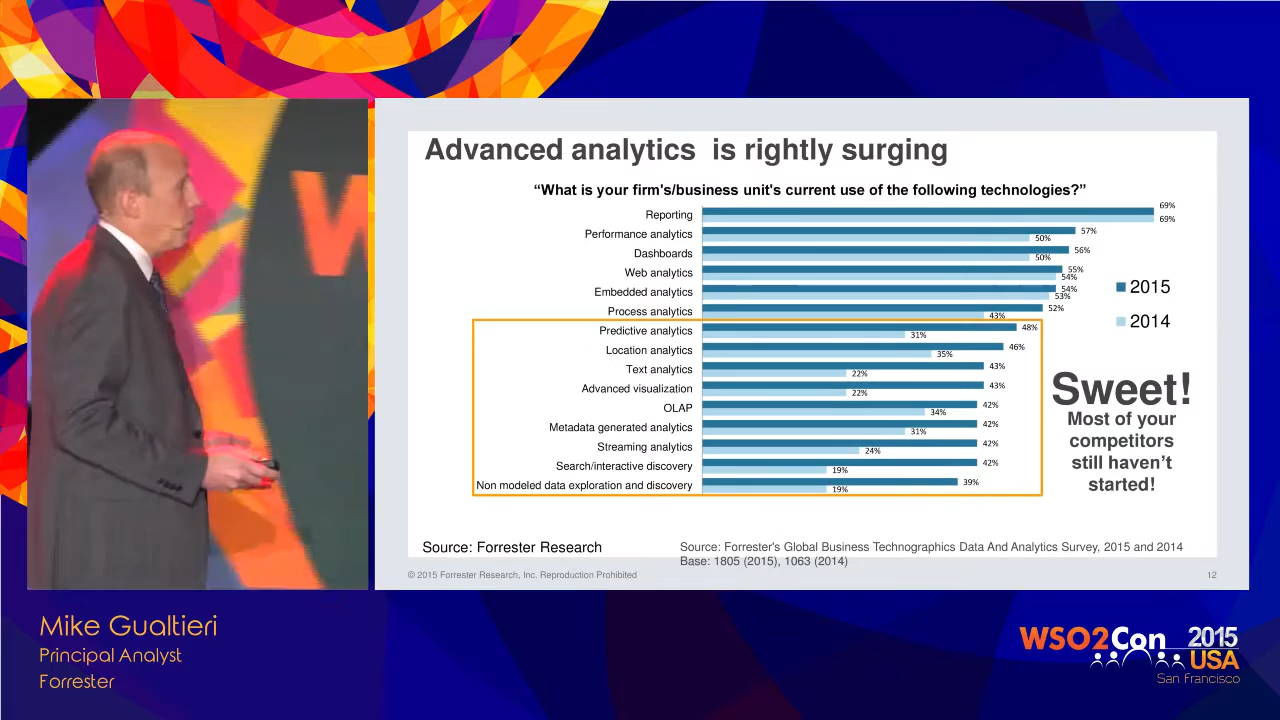 Advanced analytics is rightly surging
“What is your firm's/business unit's current use of the following technologies?”
Reporting 69% 69%
Performance analytics 57% 50%
Dashboards 56% 50%
Web analytics 55% 54%
Embedded analytics 54% 53%
Process analytics 52% 43%
Predictive analytics 48% 31%
Location analytics 46% 35%
Text analytics 43% 22%
Advanced visualization 43% 22%
OLAP 42% 34%
Metadata generated analytics 42% 31%
Streaming analytics 42% 24%
Search/interactive discovery 42% 19%
Non modeled data exploration and discovery 39% 19%
2015
2014
Sweet!
Most of your
competitors
still haven’t
started!
Source: Forrester Research
Source: Forrester's Global Business Technographics Data And Analytics Survey, 2015 and 2014
Base: 1805 (2015), 1063 (2014)
© 2015 Forrester Research, Inc. Reproduction Prohibited
12
W
Mike Gualtieri
Principal Analyst
Forrester
WSO2Con 2015
USA
San Francisco